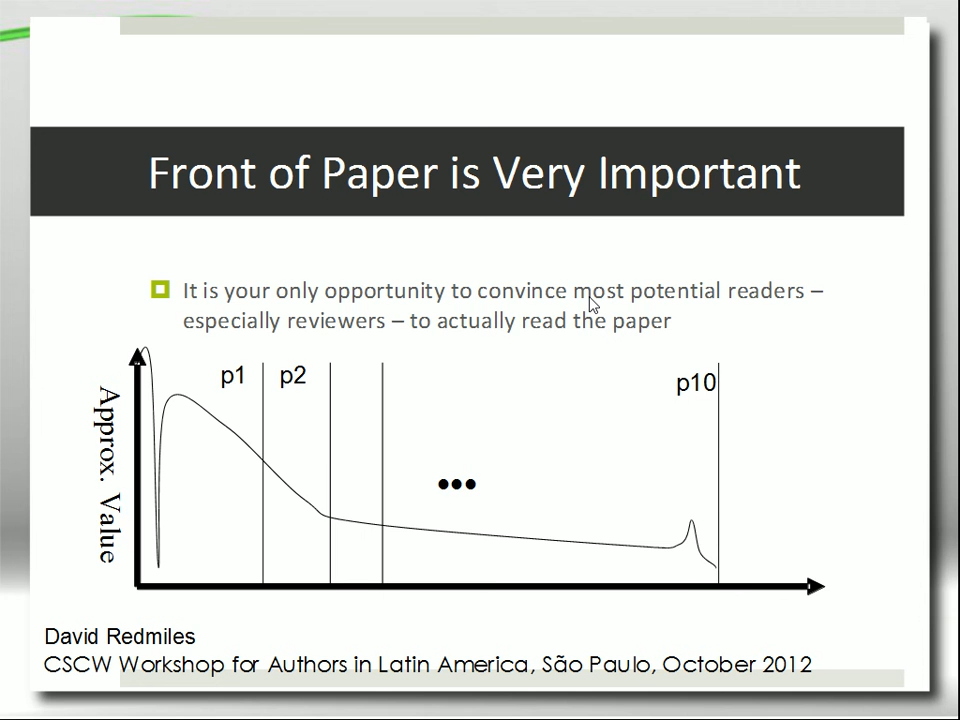 Front of Paper is Very Important
It is your only opportunity to convince most potential readers –
especially reviewers – to actually read the paper
p1
p2
p10
•••
Approx. Value
David Redmiles
CSCW Workshop for Authors in Latin America, São Paulo, October 2012